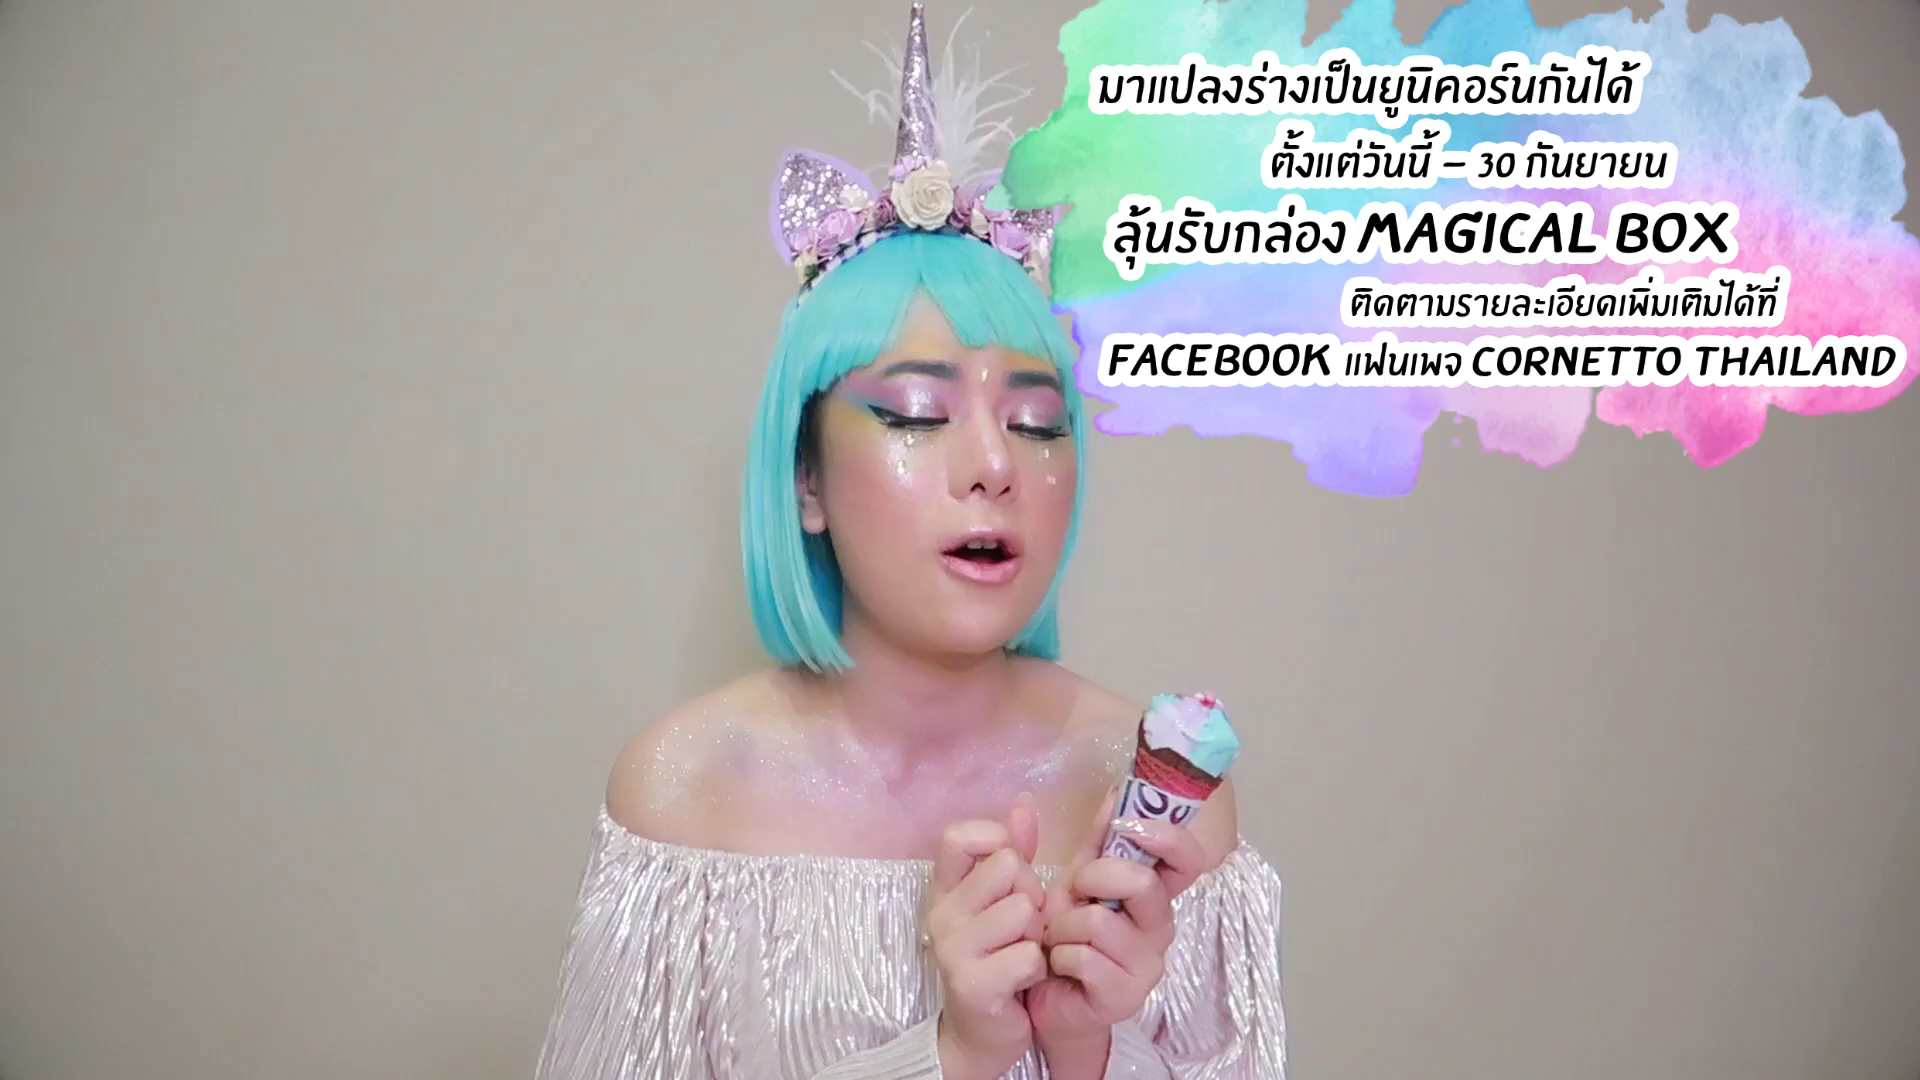 มาแปลงร่างเป็นยูนิคอร์นกันได้
ตั้งแต่วันนี้ – 30 กันยายน
ลุ้นรับกล่อง MAGICAL BOX
ติดตามรายละเอียดเพิ่มเติมได้ที่
FACEBOOK แฟนเพจ CORNETTO THAILAND